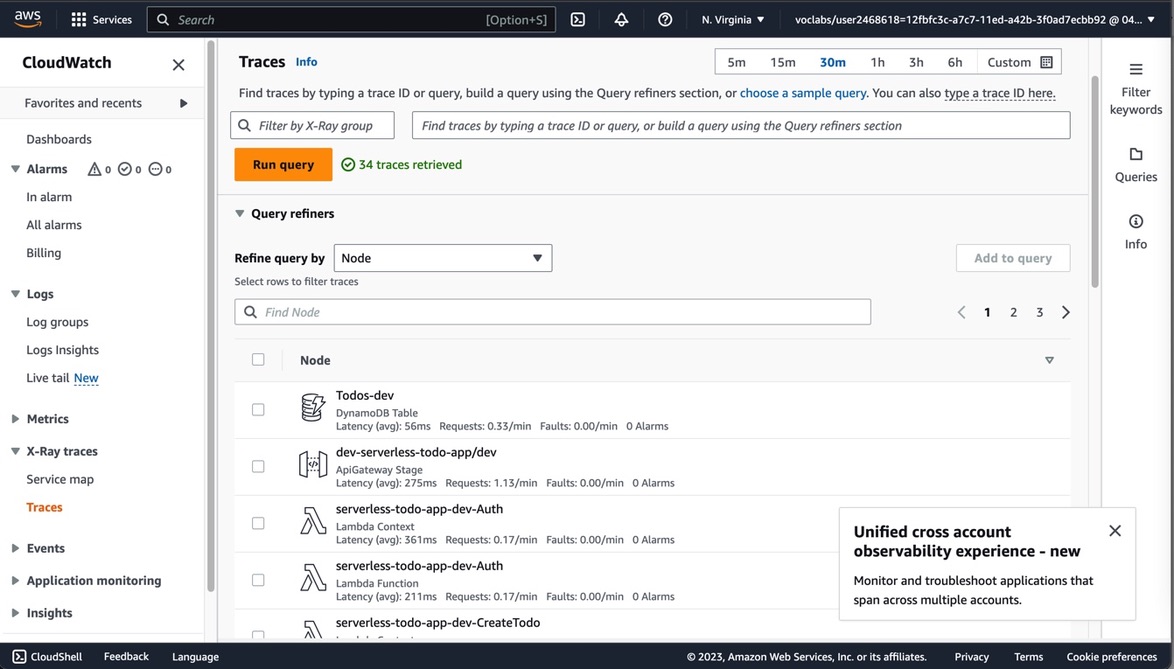 aws Services Search [Option+S] N. Virginia voclabs/user2468618=12fbfc3c-a7c7-11ed-a42b-3f0ad7ecbb92 @ 04...
CloudWatch
Favorites and recents
Dashboards
Alarms 0 0 0
In alarm
All alarms
Billing
Logs
Log groups
Logs Insights
Live tail New
Metrics
X-Ray traces
Service map
Traces
Events
Application monitoring
Insights
Traces Info
5m 15m 30m 1h 3h 6h Custom
Find traces by typing a trace ID or query, build a query using the Query refiners section, or choose a sample query. You can also type a trace ID here.
Filter by X-Ray group Find traces by typing a trace ID or query, or build a query using the Query refiners section
Run query 34 traces retrieved
Query refiners
Refine query by Node Add to query
Select rows to filter traces
Find Node 1 2 3
Node
Todos-dev
DynamoDB Table
Latency (avg): 56ms Requests: 0.33/min Faults: 0.00/min 0 Alarms
dev-serverless-todo-app/dev
ApiGateway Stage
Latency (avg): 275ms Requests: 1.13/min Faults: 0.00/min 0 Alarms
serverless-todo-app-dev-Auth
Lambda Context
Latency (avg): 361ms Requests: 0.17/min Faults: 0.00/min 0 Alarms
serverless-todo-app-dev-Auth
Lambda Function
Latency (avg): 211ms Requests: 0.17/min Faults: 0.00/min 0 Alarms
serverless-todo-app-dev-CreateTodo
Filter
keywords
Queries
Info
Unified cross account
observability experience - new
Monitor and troubleshoot applications that
span across multiple accounts.
CloudShell Feedback Language © 2023, Amazon Web Services, Inc. or its affiliates. Privacy Terms Cookie preferences